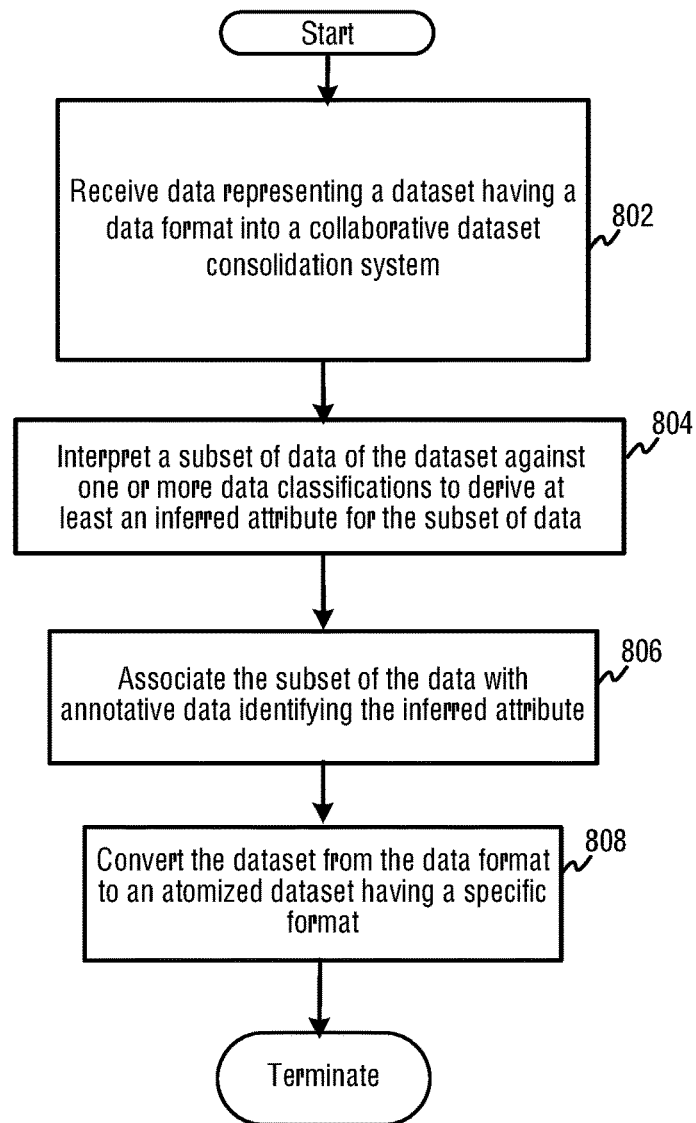 Start
Receive data representing a dataset having a
data format into a collaborative dataset
consolidation system
802
Interpret a subset of data of the dataset against
one or more data classifications to derive at
least an inferred attribute for the subset of data
804
Associate the subset of the data with
annotative data identifying the inferred attribute
806
Convert the dataset from the data format
to an atomized dataset having a specific
format
808
Terminate